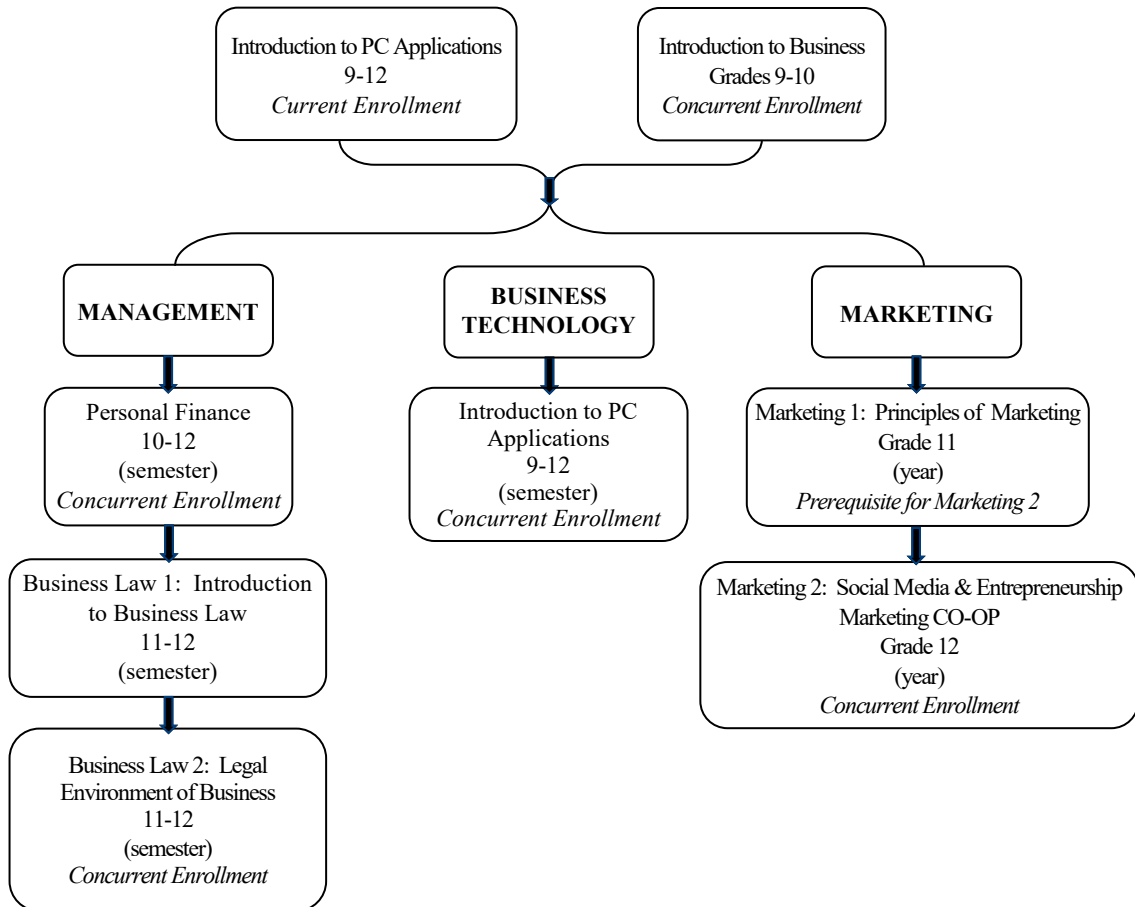 Introduction to PC Applications
9-12
Current Enrollment
Introduction to Business
Grades 9-10
Concurrent Enrollment
MANAGEMENT
BUSINESS
TECHNOLOGY
MARKETING
Personal Finance
10-12
(semester)
Concurrent Enrollment
Business Law 1: Introduction
to Business Law
11-12
(semester)
Business Law 2: Legal
Environment of Business
11-12
(semester)
Concurrent Enrollment
Introduction to PC
Applications
9-12
(semester)
Concurrent Enrollment
Marketing 1: Principles of Marketing
Grade 11
(year)
Prerequisite for Marketing 2
Marketing 2: Social Media & Entrepreneurship
Marketing CO-OP
Grade 12
(year)
Concurrent Enrollment